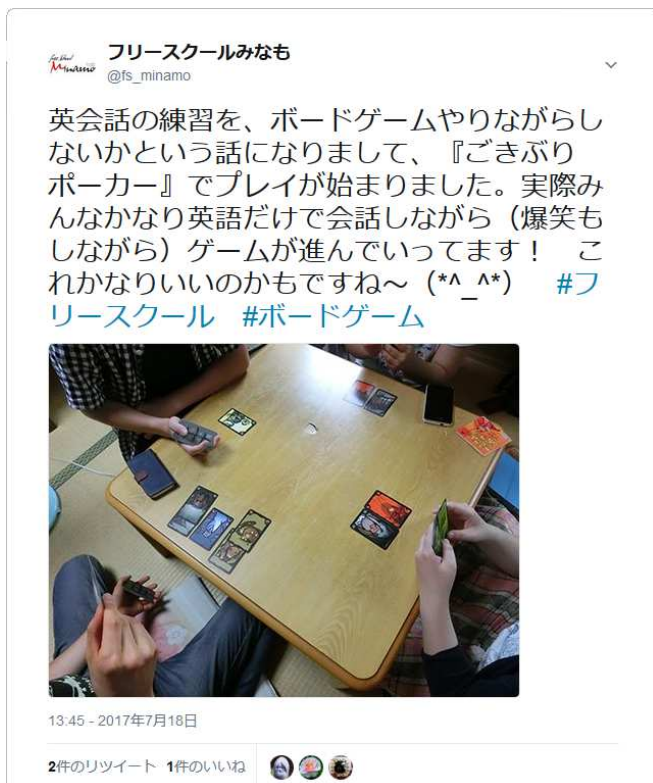 フリースクールみなも
@fs_minamo
英会話の練習を、ボードゲームやりながらし
ないかという話になりまして、『ごきぶり
ポーカー』でプレイが始まりました。実際み
んなかなり英語だけで会話しながら（爆笑も
しながら）ゲームが進んでいってます！　こ
れかなりいいのかもですね～（*^_^*）　#フ
リースクール　#ボードゲーム
13:45 - 2017年7月18日
2件のリツイート 1件のいいね